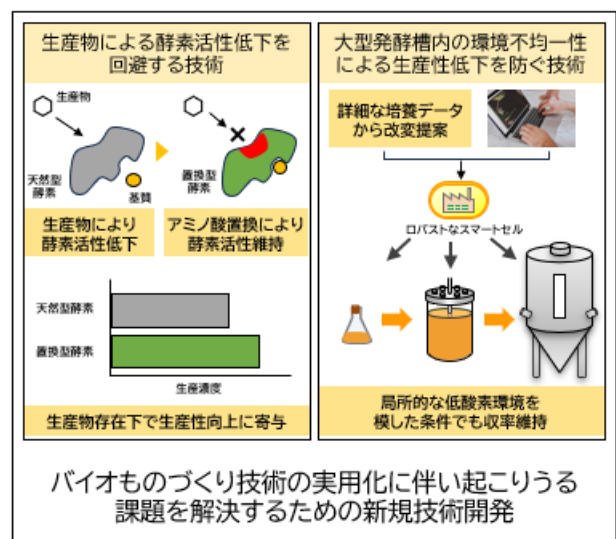 生産物による酵素活性低下を
回避する技術
生産物
天然型
酵素
置換型
酵素
基質
生産物により
酵素活性低下
アミノ酸置換により
酵素活性維持
天然型酵素
置換型酵素
生産濃度
生産物存在下で生産性向上に寄与
大型発酵槽内の環境不均一性
による生産性低下を防ぐ技術
詳細な培養データ
から改変提案
ロバストなスマートセル
局所的な低酸素環境を
模した条件でも収率維持
バイオものづくり技術の実用化に伴い起こりうる
課題を解決するための新規技術開発